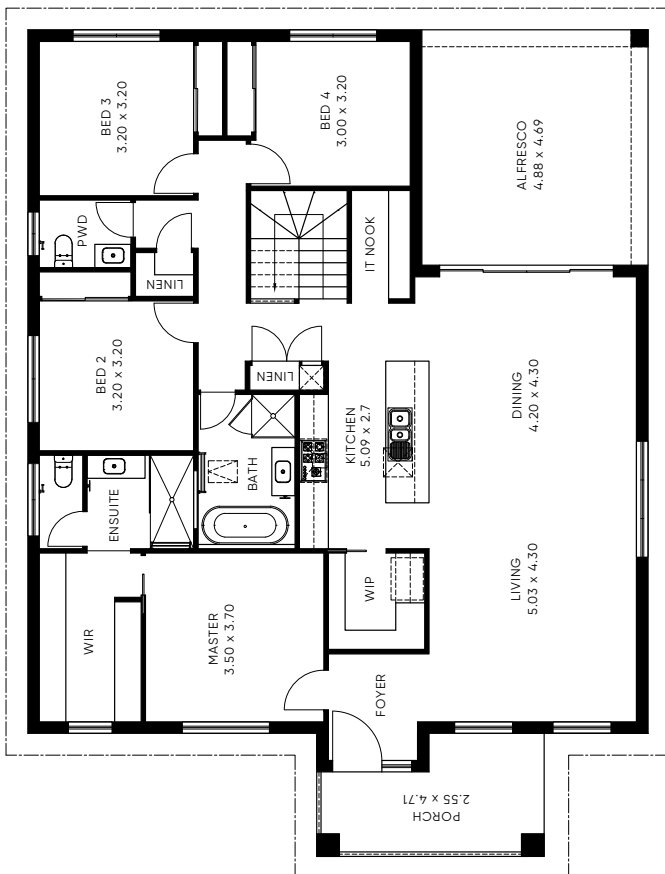 BED 3
3.20 x 3.20
BED 4
3.00 x 3.20
ALFRESCO
4.88 x 4.69
PWD
LINEN
IT NOOK
BED 2
3.20 x 3.20
LINEN
KITCHEN
5.09 x 2.7
DINING
4.20 x 4.30
BATH
ENSUITE
LIVING
5.03 x 4.30
WIP
WIR
MASTER
3.50 x 3.70
FOYER
PORCH
2.55 x 4.71